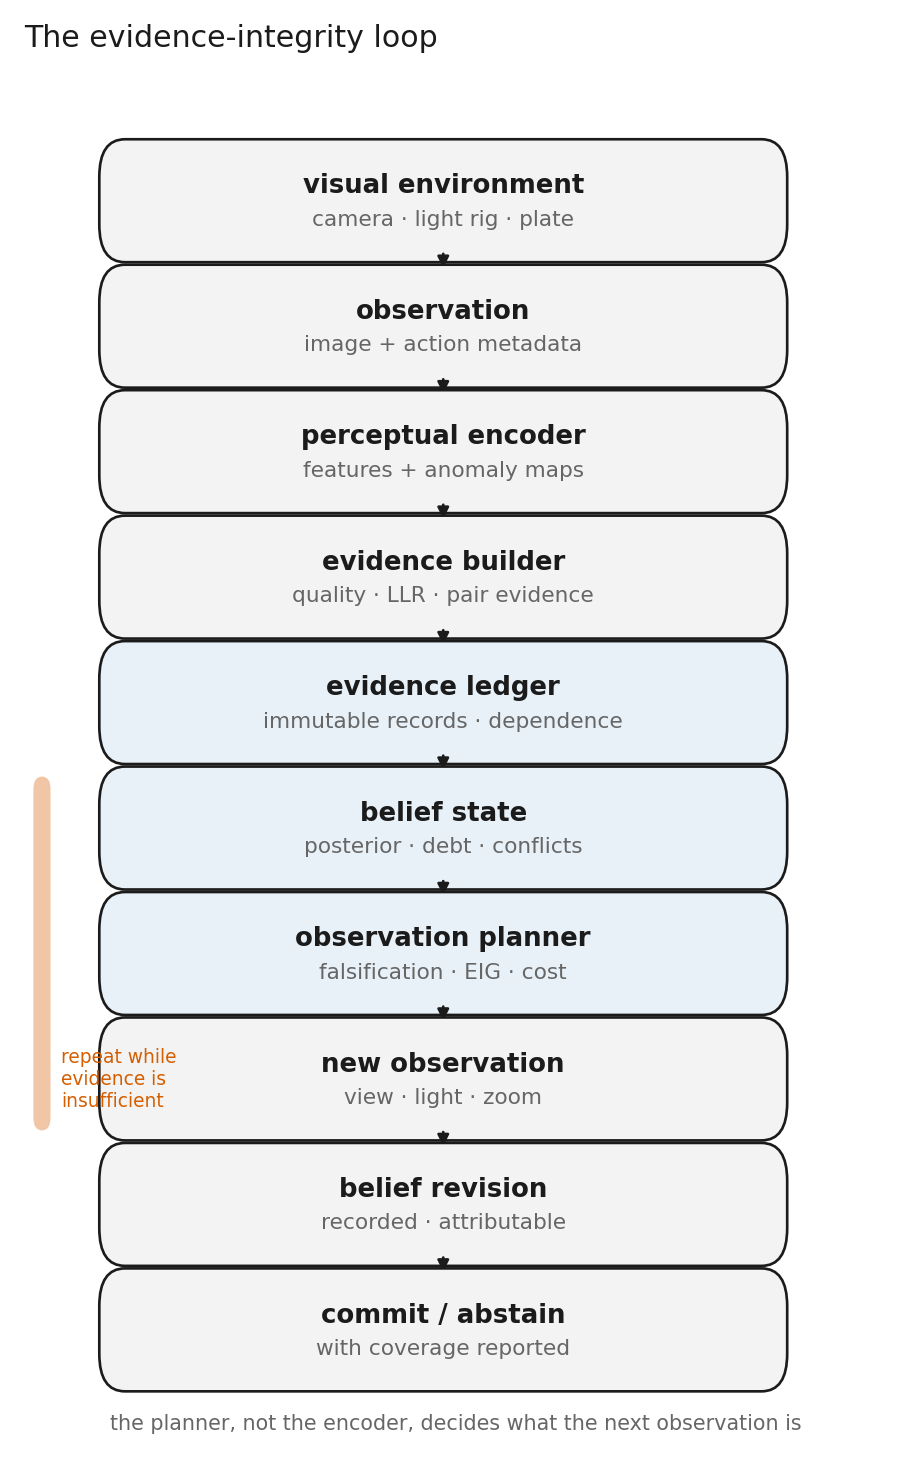 The evidence-integrity loop
visual environment
camera · light rig · plate
observation
image + action metadata
perceptual encoder
features + anomaly maps
evidence builder
quality · LLR · pair evidence
evidence ledger
immutable records · dependence
belief state
posterior · debt · conflicts
observation planner
falsification · EIG · cost
new observation
view · light · zoom
repeat while
evidence is
insufficient
belief revision
recorded · attributable
commit / abstain
with coverage reported
the planner, not the encoder, decides what the next observation is